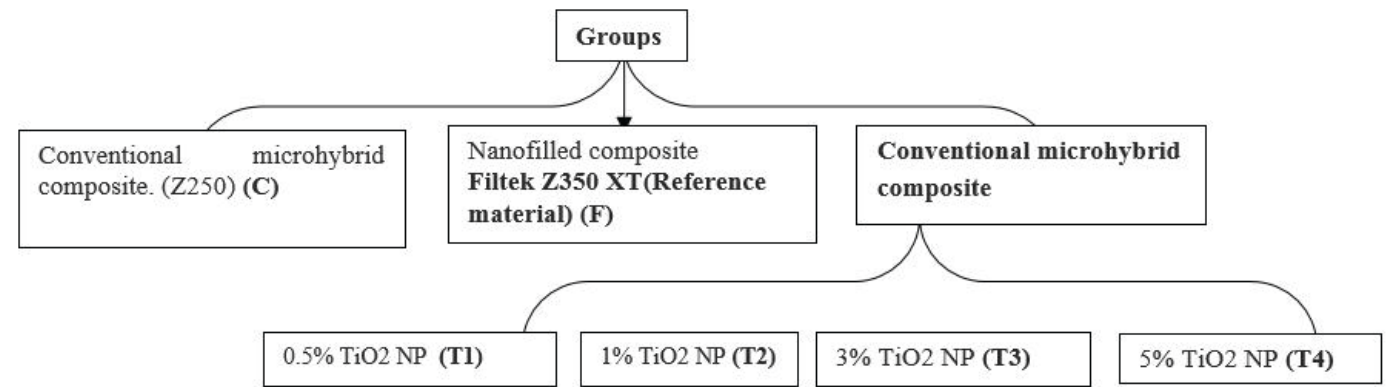 Groups
Conventional microhybrid
composite. (Z250) (C)
Nanofilled composite
Filtek Z350 XT(Reference
material) (F)
Conventional microhybrid
composite
0.5% TiO2 NP (T1)
1% TiO2 NP (T2)
3% TiO2 NP (T3)
5% TiO2 NP (T4)